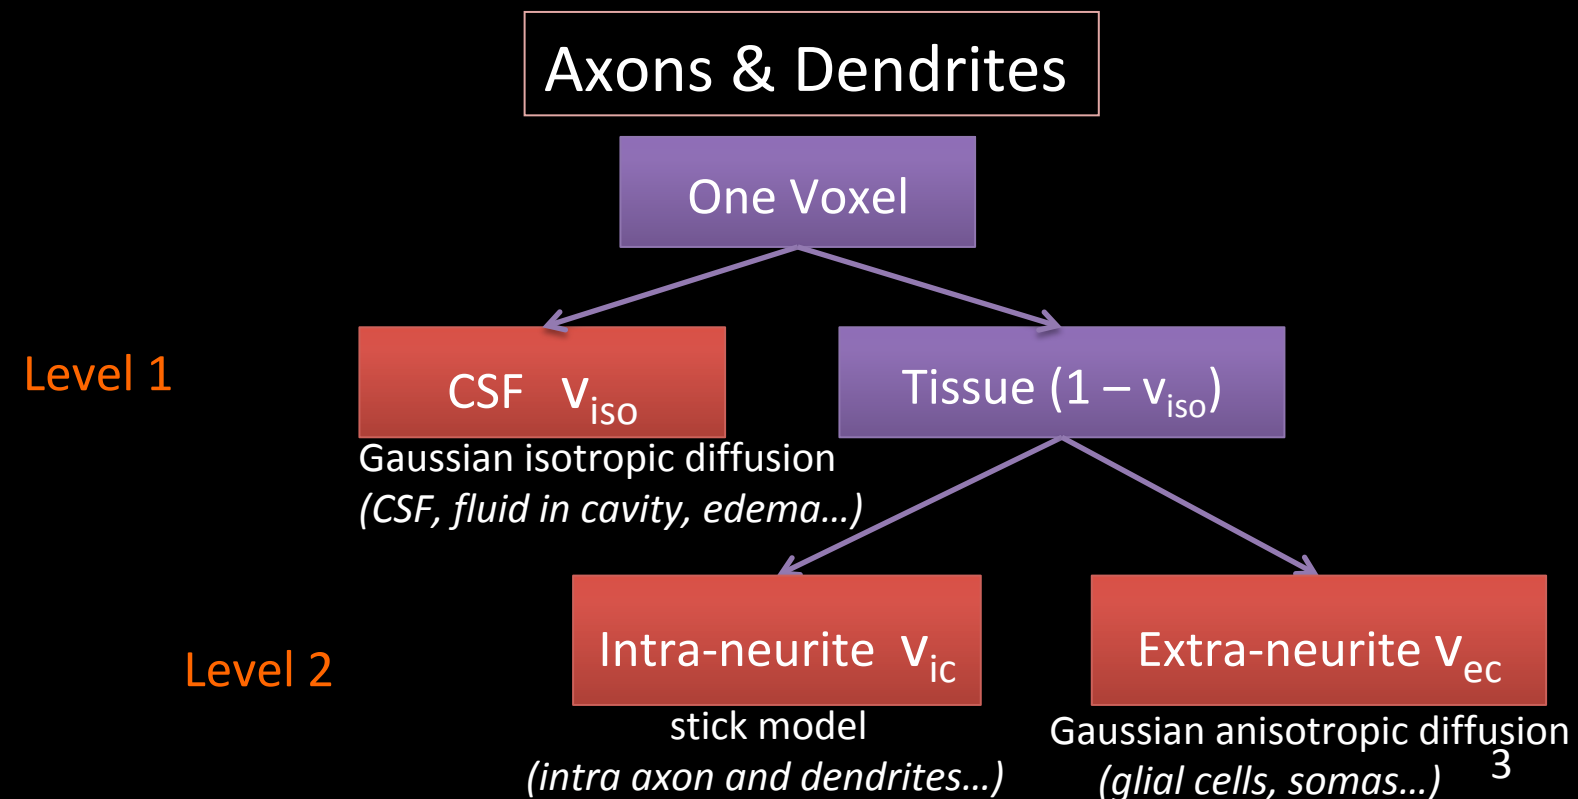 Axons & Dendrites
One Voxel
Level 1
CSF v_iso
Tissue (1 – v_iso)
Gaussian isotropic diffusion
(CSF, fluid in cavity, edema…)
Level 2
Intra-neurite v_ic
Extra-neurite v_ec
stick model
(intra axon and dendrites…)
Gaussian anisotropic diffusion
(glial cells, somas…)
3